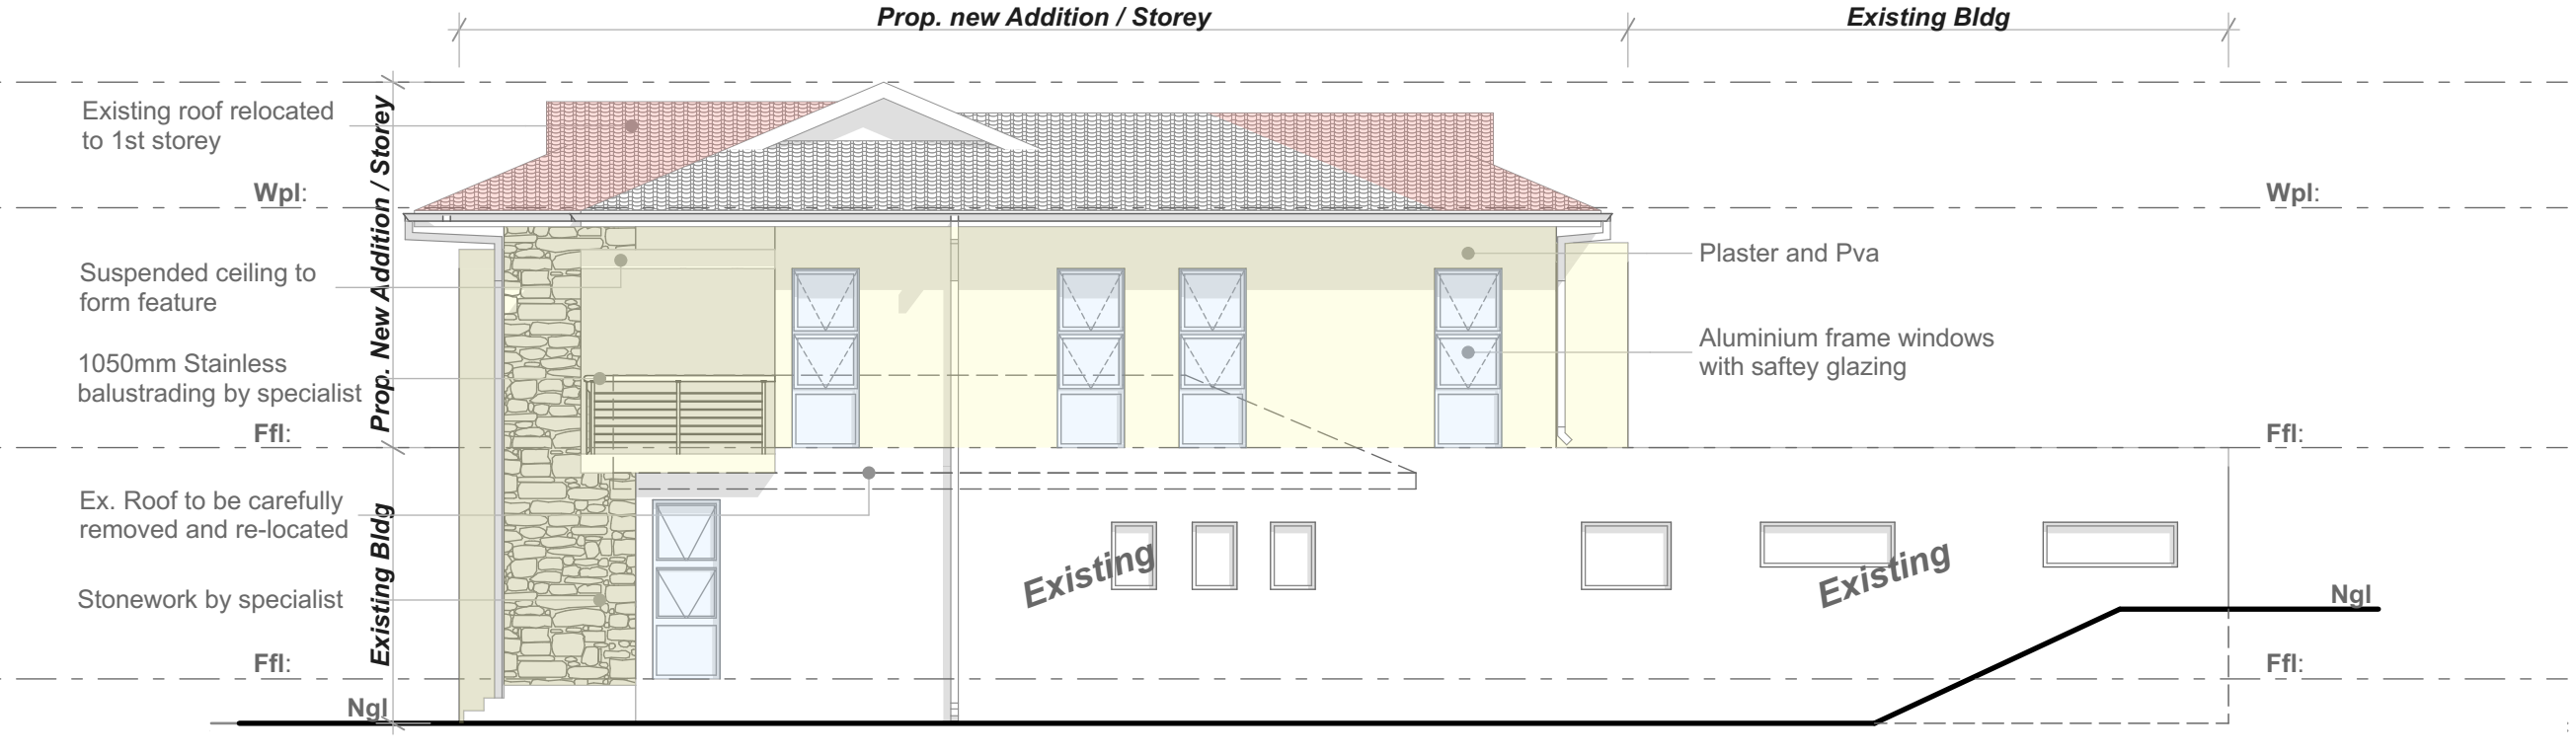 Prop. new Addition / Storey
Existing Bldg
Existing roof relocated
to 1st storey
Prop. New Addition / Storey
Wpl:
Wpl:
Suspended ceiling to
form feature
Plaster and Pva
1050mm Stainless
balustrading by specialist
Aluminium frame windows
with saftey glazing
Ffl:
Ffl:
Ex. Roof to be carefully
removed and re-located
Existing Bldg
Existing
Existing
Stonework by specialist
Ngl
Ffl:
Ffl:
Ngl